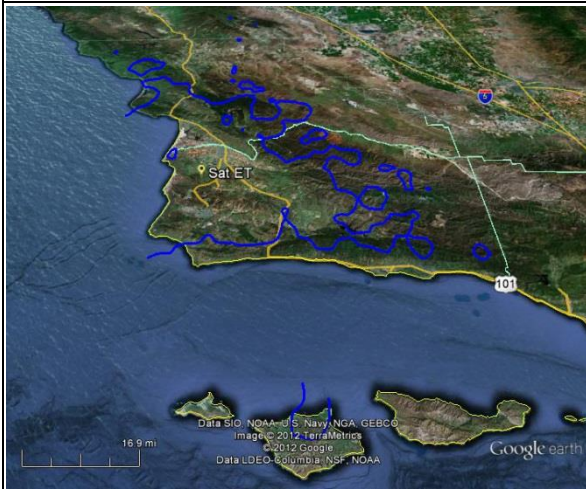 5
Sat ET
101
Data SIO, NOAA, U.S. Navy, NGA, GEBCO
Image © 2012 TerraMetrics
© 2012 Google
Data LDEO-Columbia, NSF, NOAA
16.9 mi
Google earth